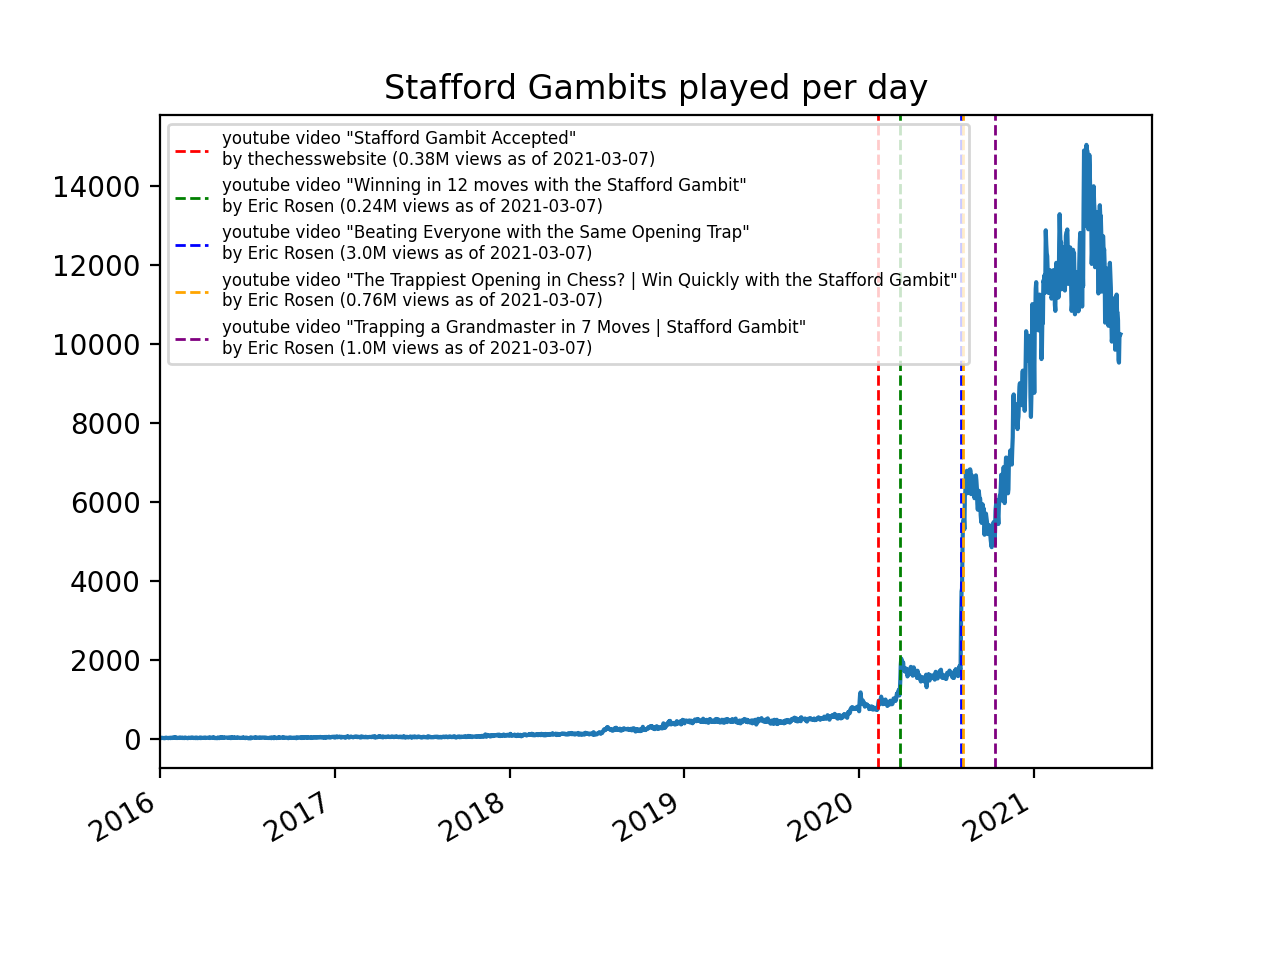 Stafford Gambits played per day
youtube video "Stafford Gambit Accepted"
by thechesswebsite (0.38M views as of 2021-03-07)
youtube video "Winning in 12 moves with the Stafford Gambit"
by Eric Rosen (0.24M views as of 2021-03-07)
youtube video "Beating Everyone with the Same Opening Trap"
by Eric Rosen (3.0M views as of 2021-03-07)
youtube video "The Trappiest Opening in Chess? | Win Quickly with the Stafford Gambit"
by Eric Rosen (0.76M views as of 2021-03-07)
youtube video "Trapping a Grandmaster in 7 Moves | Stafford Gambit"
by Eric Rosen (1.0M views as of 2021-03-07)
14000
12000
10000
8000
6000
4000
2000
0
2016
2017
2018
2019
2020
2021